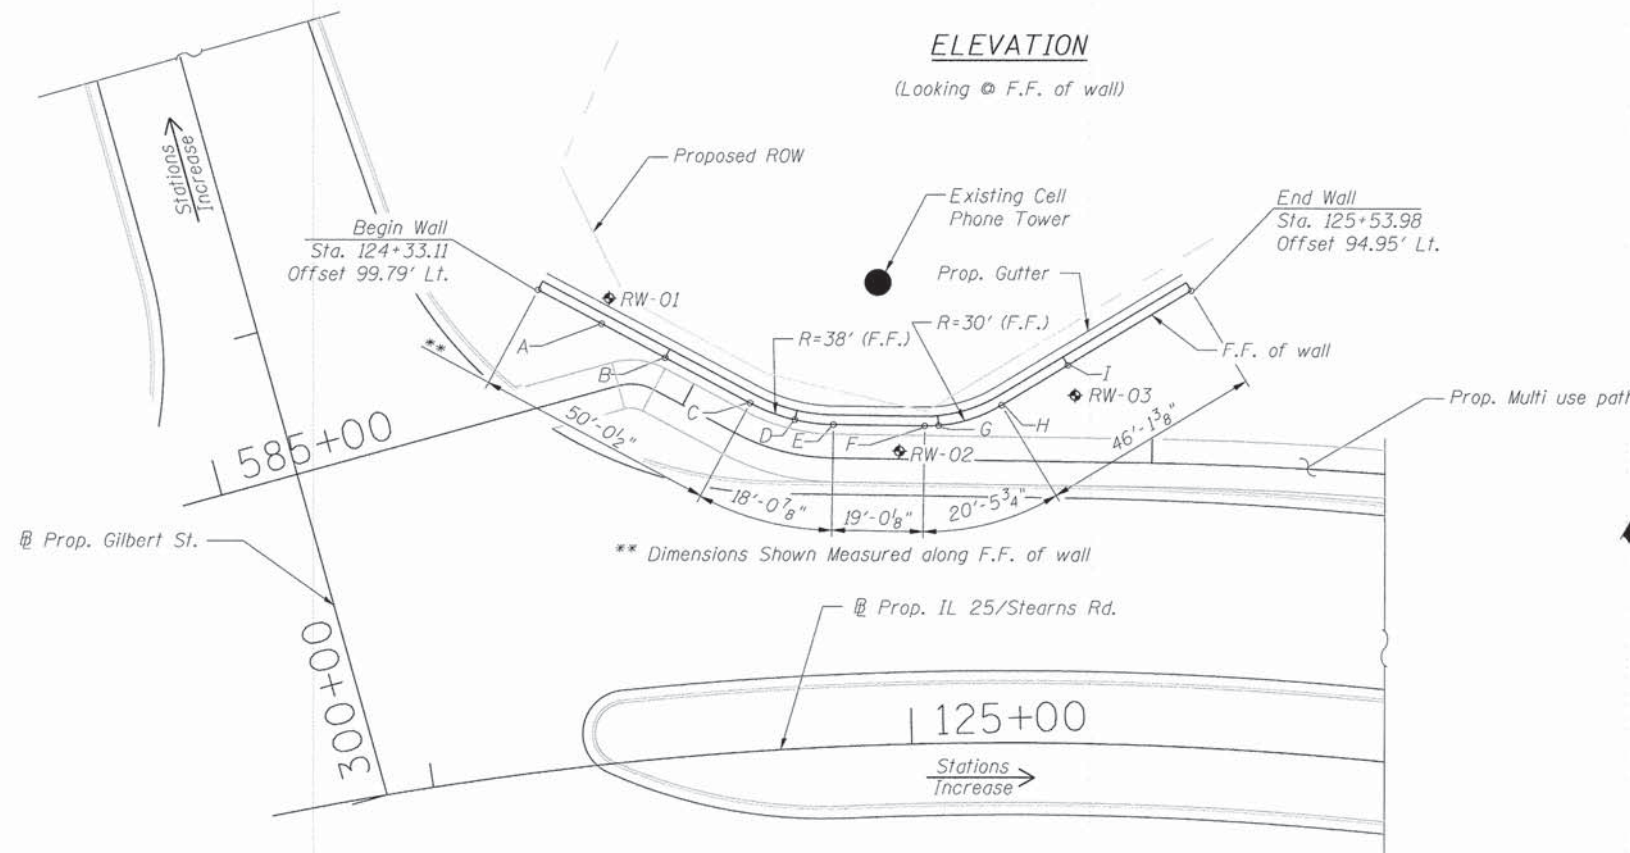 ELEVATION
(Looking @ F.F. of wall)
Stations
Increase
Proposed ROW
Existing Cell
Phone Tower
End Wall
Sta. 125+53.98
Offset 94.95' Lt.
Begin Wall
Sta. 124+33.11
Offset 99.79' Lt.
Prop. Gutter
RW-01
R=38' (F.F.)
R=30' (F.F.)
F.F. of wall
**
A
B
C
D
E
F
G
H
I
RW-03
Prop. Multi use path
RW-02
585+00
50'-0½"
18'-0⅞"
19'-0⅛"
20'-5¾"
46'-1⅜"
** Dimensions Shown Measured along F.F. of wall
Prop. Gilbert St.
Prop. IL 25/Stearns Rd.
300+00
125+00
Stations
Increase